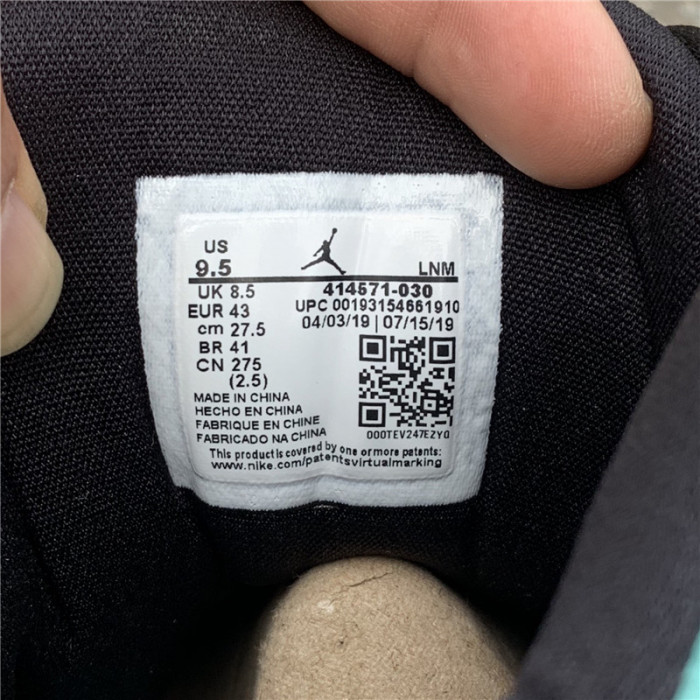 US
9.5 LNM
UK 8.5 414571-030
EUR 43 UPC 00193154661910
cm 27.5 04/03/19 | 07/15/19
BR 41
CN 275
(2.5)
MADE IN CHINA
HECHO EN CHINA
FABRIQUE EN CHINE
FABRICADO NA CHINA
000TEV247EZY0
This product is covered by one or more patents:
www.nike.com/patentsvirtualmarking